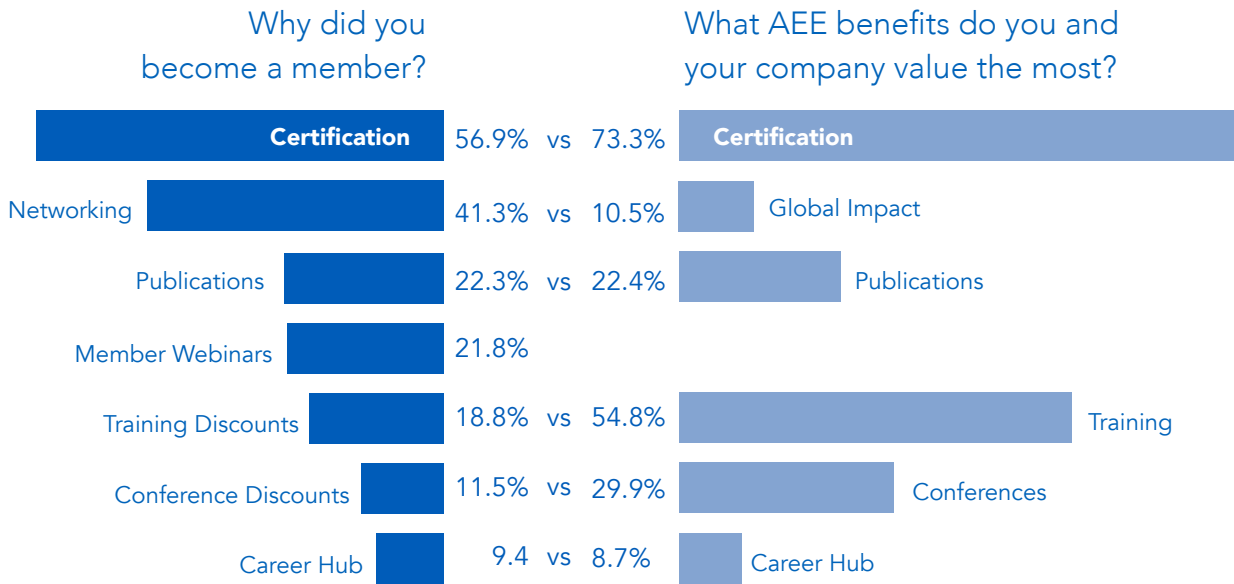 Why did you
become a member?
What AEE benefits do you and
your company value the most?
Certification 56.9% vs 73.3% Certification
Networking 41.3% vs 10.5% Global Impact
Publications 22.3% vs 22.4% Publications
Member Webinars 21.8%
Training Discounts 18.8% vs 54.8% Training
Conference Discounts 11.5% vs 29.9% Conferences
Career Hub 9.4 vs 8.7% Career Hub